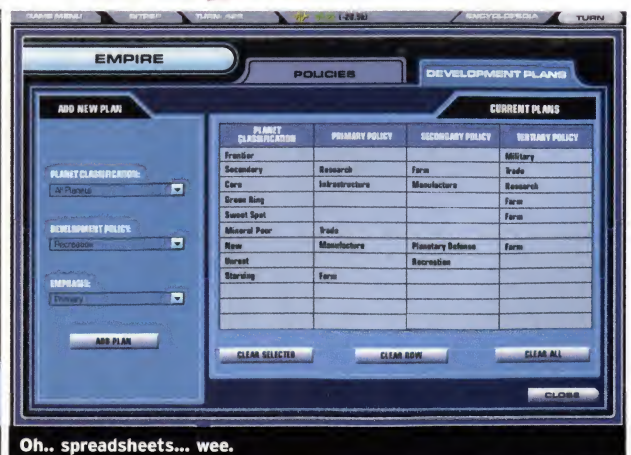 GAME MENU
TURN
(-28.9k)
ENCYCLOPEDIA
TURN
EMPIRE
POLICIES
DEVELOPMENT PLANS
ADD NEW PLAN
CURRENT PLANS
PLANET CLASSIFICATION:
All Planets
DEVELOPMENT POLICY:
Recreation
EMPHASIS:
Primary
ADD PLAN
PLANET CLASSIFICATION PRIMARY POLICY SECONDARY POLICY TERTIARY POLICY
Frontier Military
Secondary Research Farm Trade
Core Infrastructure Manufacture Research
Green Ring Farm
Sweet Spot Farm
Mineral Poor Trade
New Manufacture Planetary Defense Farm
Unrest Recreation
Starving Farm
CLEAR SELECTED CLEAR ROW CLEAR ALL
CLOSE
Oh.. spreadsheets... wee.